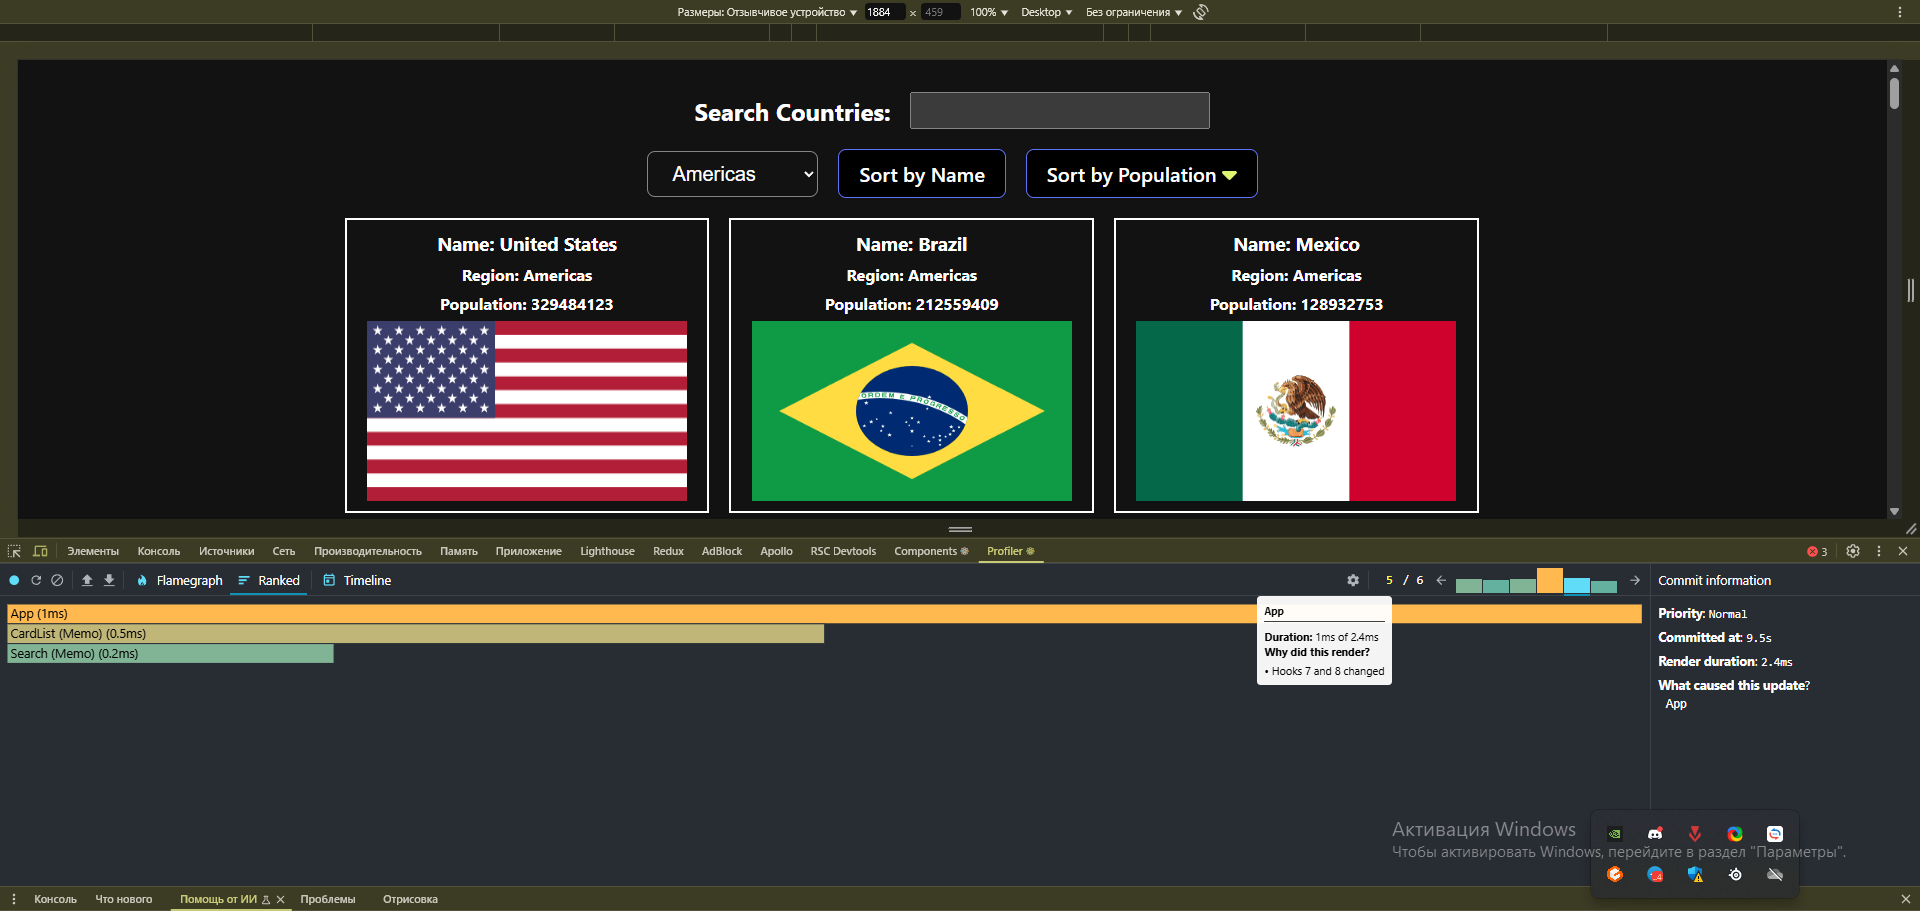 Размеры: Отзывчивое устройство 1884 × 459 100% Desktop Без ограничения
Search Countries:
Americas Sort by Name Sort by Population
Name: United States
Region: Americas
Population: 329484123
Name: Brazil
Region: Americas
Population: 212559409
ORDEM E PROGRESSO
Name: Mexico
Region: Americas
Population: 128932753
Элементы Консоль Источники Сеть Производительность Память Приложение Lighthouse Redux AdBlock Apollo RSC Devtools Components Profiler 3
Flamegraph Ranked Timeline 5 / 6 Commit information
App (1ms)
CardList (Memo) (0.5ms)
Search (Memo) (0.2ms)
App
Duration: 1ms of 2.4ms
Why did this render?
• Hooks 7 and 8 changed
Priority: Normal
Committed at: 9.5s
Render duration: 2.4ms
What caused this update?
App
Активация Windows
Чтобы активировать Windows, перейдите в раздел "Параметры".
Консоль Что нового Помощь от ИИ Проблемы Отрисовка